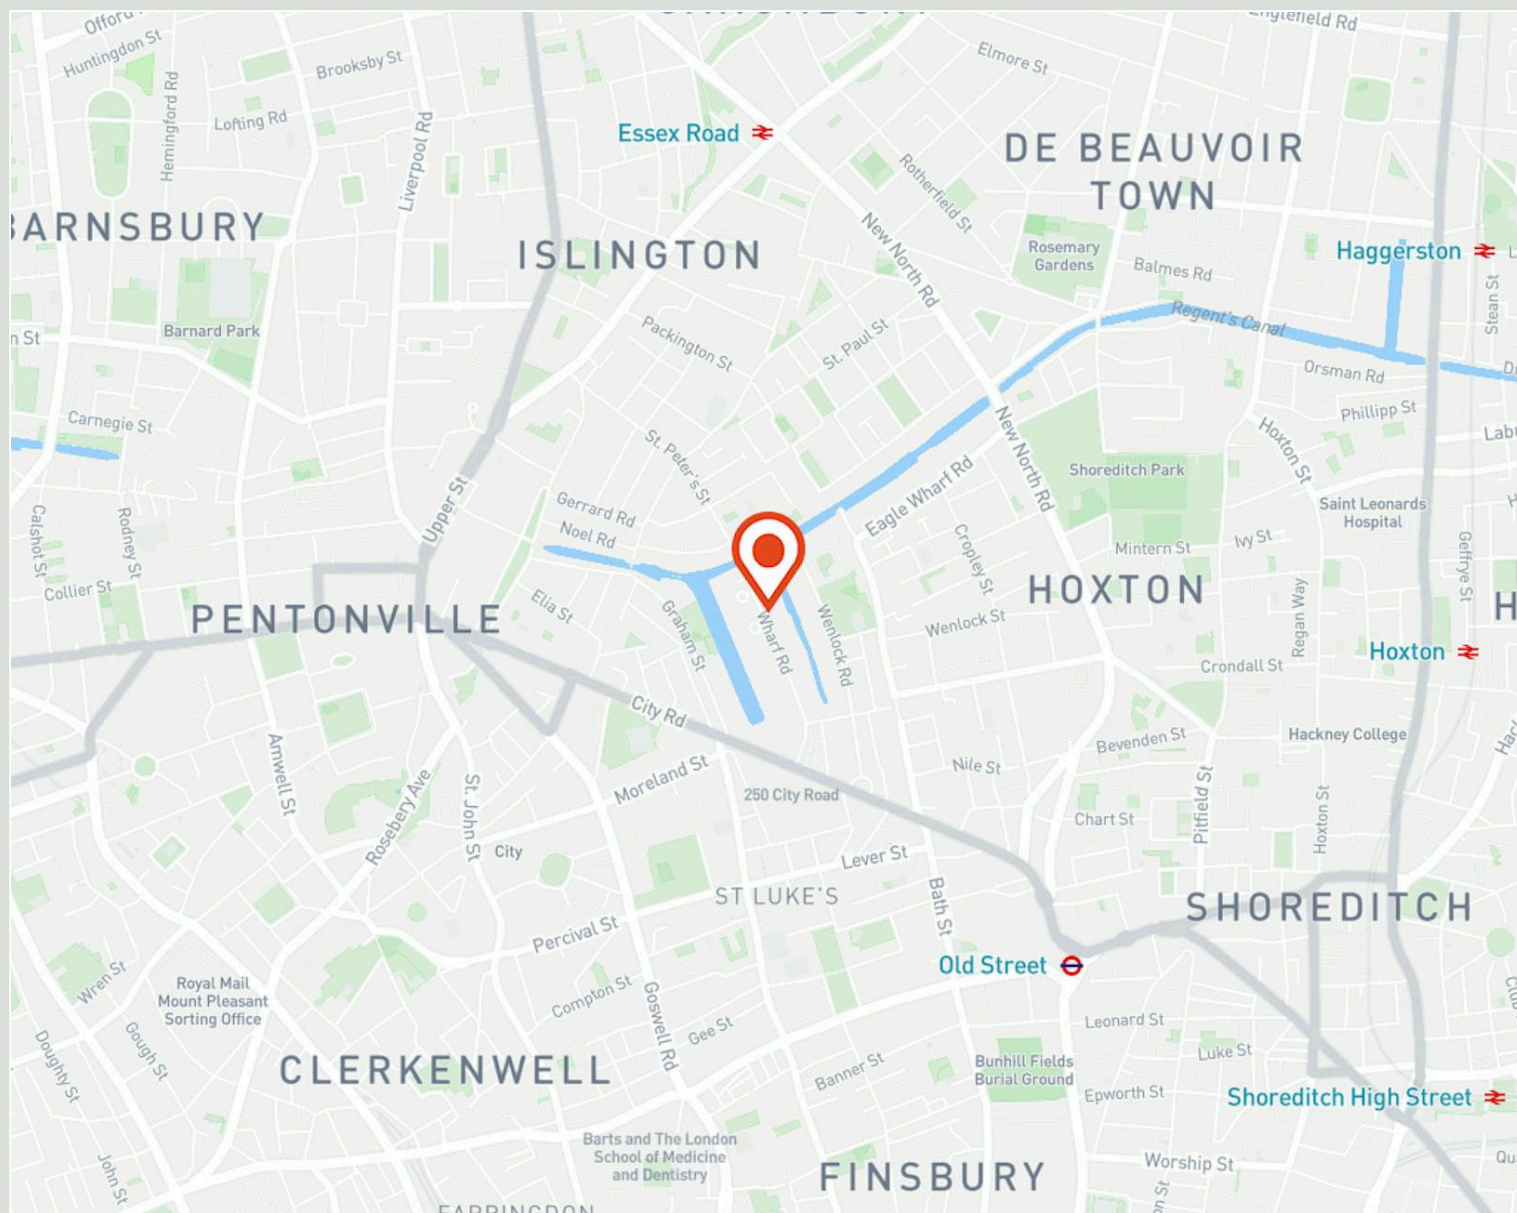 Offord
Englefield Rd
Huntingdon St
Brooksby St
Elmore St
Hemingford Rd
Lofting Rd
Liverpool Rd
Essex Road
DE BEAUVOIR
TOWN
Rotherfield St
BARNSBURY
ISLINGTON
New North Rd
Rosemary
Gardens
Balmes Rd
Haggerston
Stean St
Regent's Canal
Barnard Park
n St
Packington St
St. Paul St
Orsman Rd
Phillipp St
Labu
Carnegie St
New North Rd
Hoxton St
St. Peter's St
Shoreditch Park
Eagle Wharf Rd
Upper St
Gerrard Rd
Noel Rd
Saint Leonards
Hospital
Calshot St
Rodney St
Cropley St
Mintern St
Ivy St
Geffrye St
Collier St
PENTONVILLE
Elia St
Graham St
Wharf Rd
Wenlock Rd
HOXTON
Wenlock St
Regan Way
H
Hoxton
Crondall St
City Rd
Bevenden St
Hackney College
Amwell St
Moreland St
Nile St
250 City Road
Rosebery Ave
St. John St
Chart St
Pitfield St
Hoxton St
City
Lever St
ST LUKE'S
Bath St
SHOREDITCH
Percival St
Old Street
Wren St
Royal Mail
Mount Pleasant
Sorting Office
Compton St
Goswell Rd
Gee St
Leonard St
Doughty St
Gough St
CLERKENWELL
Banner St
Bunhill Fields
Burial Ground
Luke St
Epworth St
Shoreditch High Street
John St
Barts and The London
School of Medicine
and Dentistry
FINSBURY
Worship St
Qu
on St
FARRINGDON